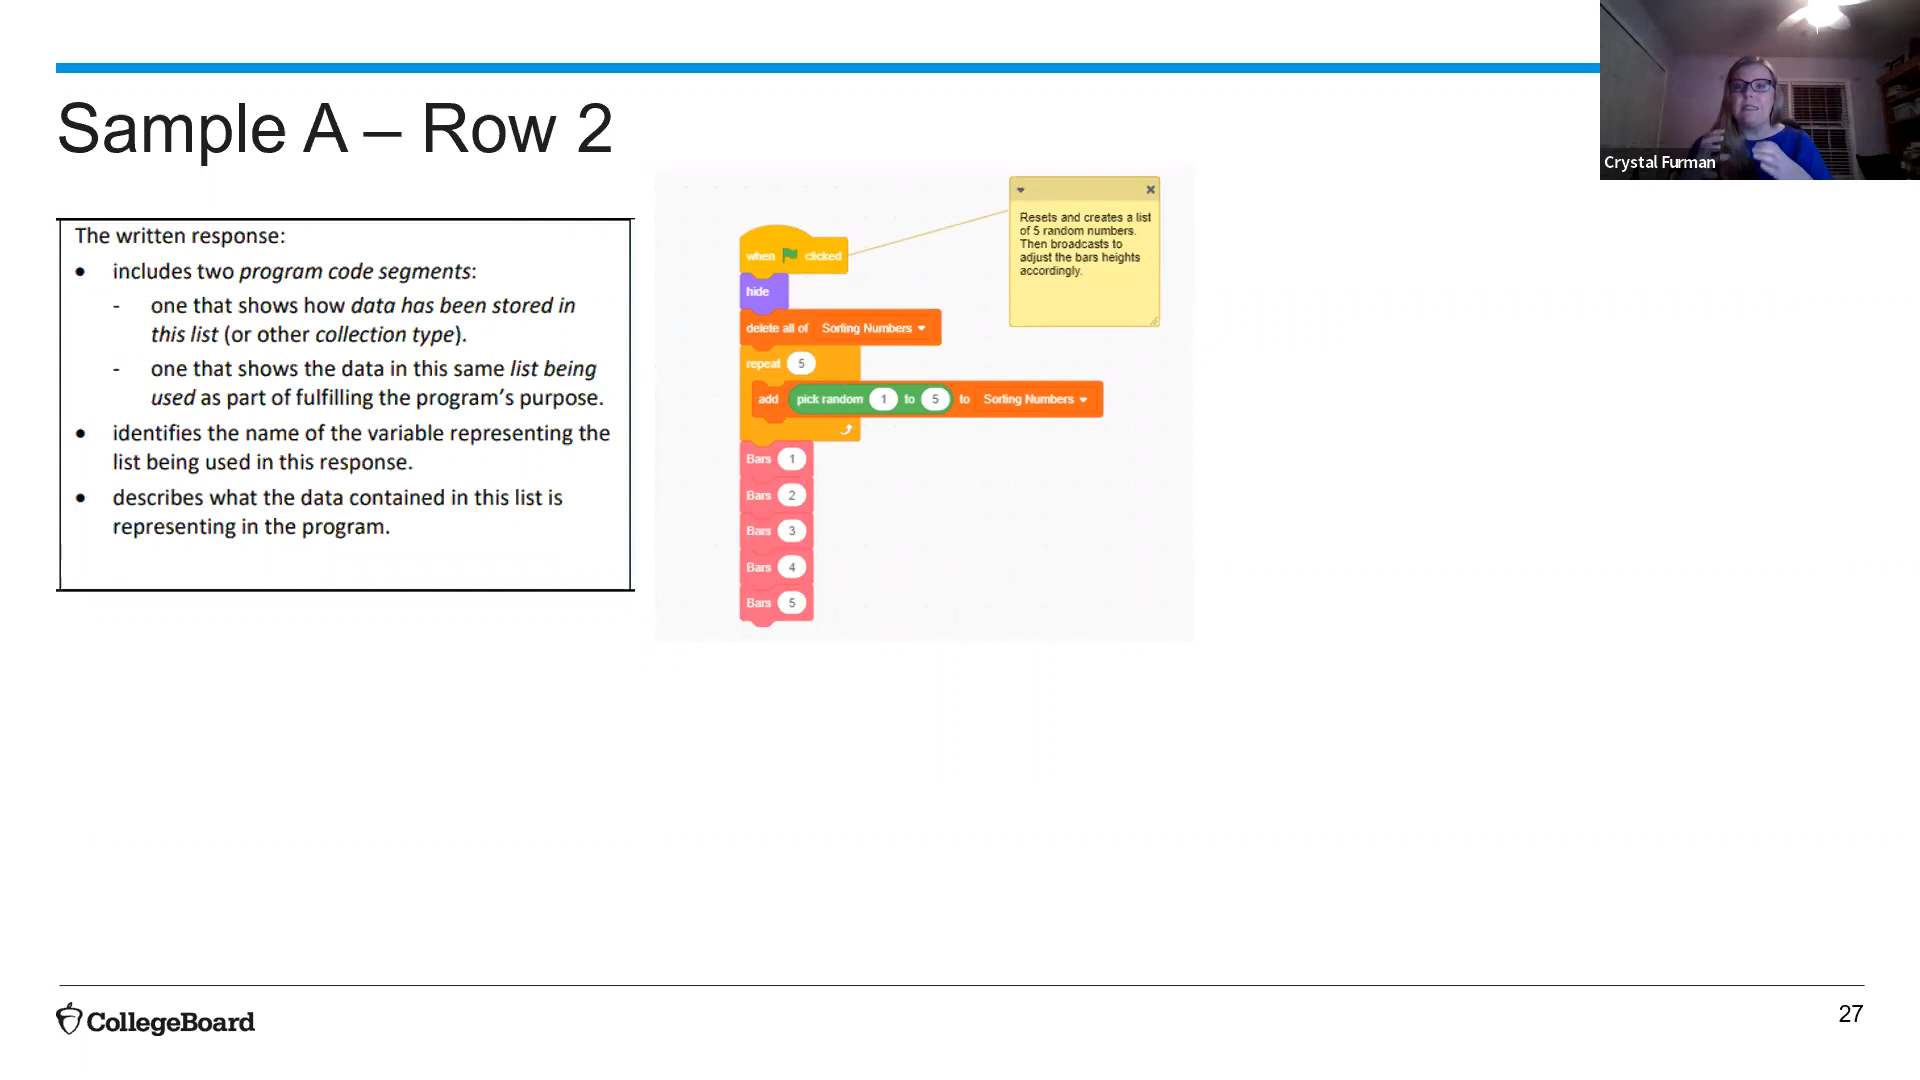 Sample A – Row 2
Crystal Furman
The written response:
• includes two program code segments:
- one that shows how data has been stored in
this list (or other collection type).
- one that shows the data in this same list being
used as part of fulfilling the program's purpose.
• identifies the name of the variable representing the
list being used in this response.
• describes what the data contained in this list is
representing in the program.
Resets and creates a list
of 5 random numbers.
Then broadcasts to
adjust the bars heights
accordingly.
when clicked
hide
delete all of Sorting Numbers
repeat 5
add pick random 1 to 5 to Sorting Numbers
Bars 1
Bars 2
Bars 3
Bars 4
Bars 5
CollegeBoard
27